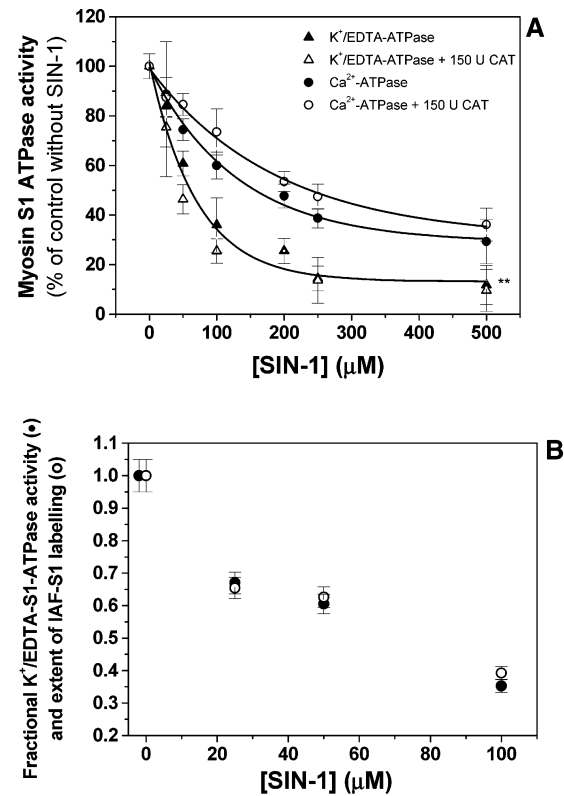 A
Myosin S1 ATPase activity
(% of control without SIN-1)
120
100
80
60
40
20
0
K⁺/EDTA-ATPase
K⁺/EDTA-ATPase + 150 U CAT
Ca²⁺-ATPase
Ca²⁺-ATPase + 150 U CAT
**
0 100 200 300 400 500
[SIN-1] (μM)
B
Fractional K⁺/EDTA-S1-ATPase activity (●)
and extent of IAF-S1 labelling (o)
1.1
1.0
0.9
0.8
0.7
0.6
0.5
0.4
0.3
0.2
0 20 40 60 80 100
[SIN-1] (μM)